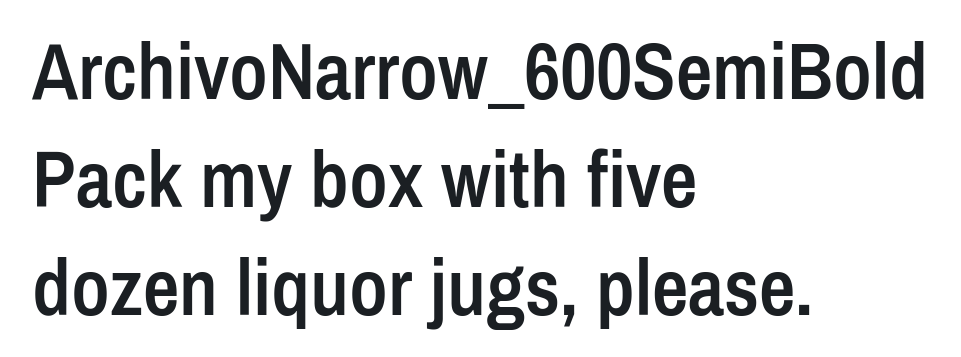 ArchivoNarrow_600SemiBold
Pack my box with five
dozen liquor jugs, please.